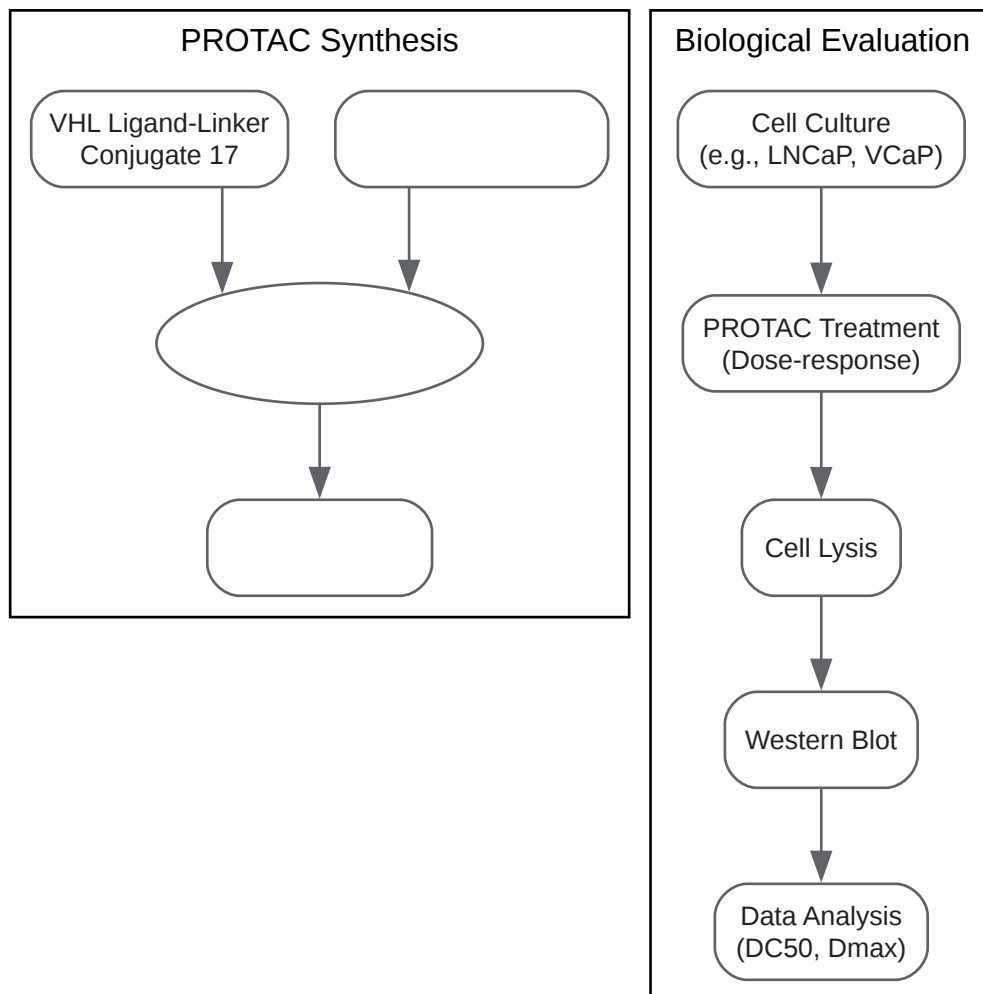 PROTAC Synthesis
VHL Ligand-Linker
Conjugate 17
Biological Evaluation
Cell Culture
(e.g., LNCaP, VCaP)
PROTAC Treatment
(Dose-response)
Cell Lysis
Western Blot
Data Analysis
(DC50, Dmax)